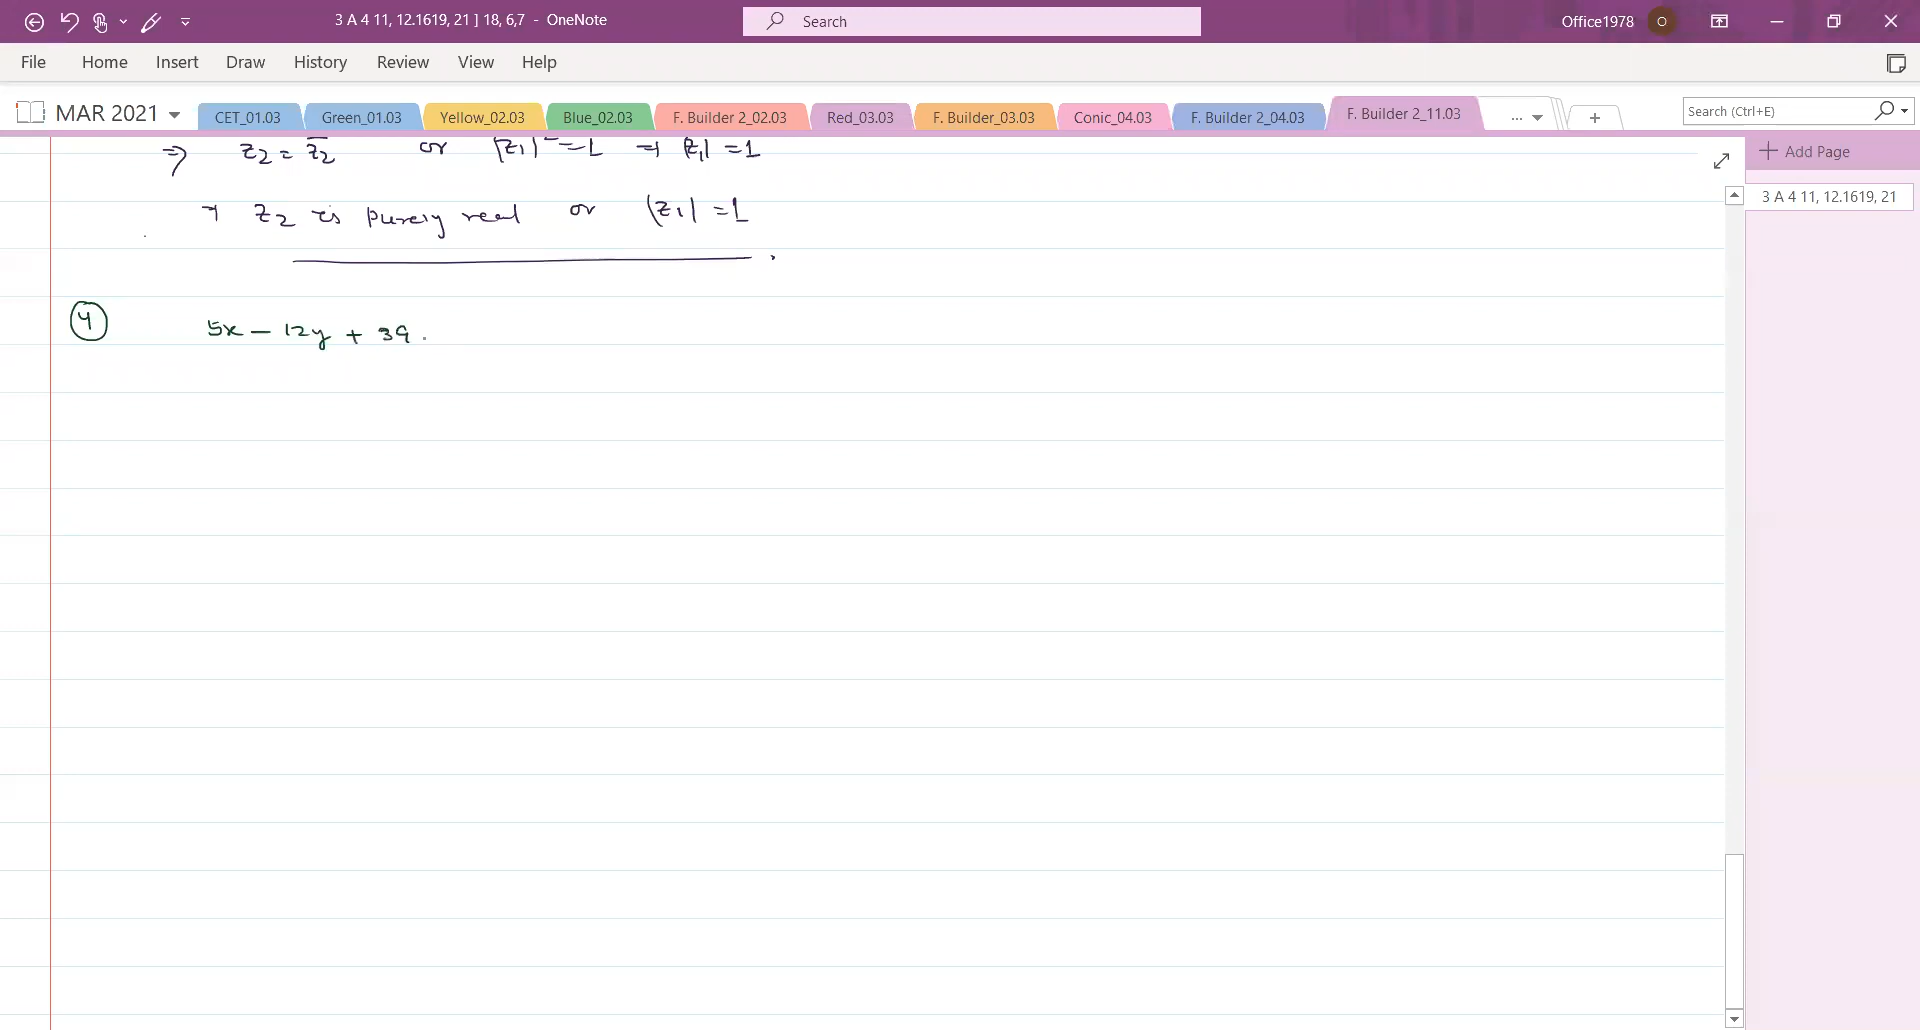 3 A 4 11, 12.1619, 21 ] 18, 6,7 - OneNote
Search
Office1978
O
File Home Insert Draw History Review View Help
MAR 2021
CET_01.03 Green_01.03 Yellow_02.03 Blue_02.03 F. Builder 2_02.03 Red_03.03 F. Builder_03.03 Conic_04.03 F. Builder 2_04.03 F. Builder 2_11.03 ... +
Search (Ctrl+E)
Add Page
3 A 4 11, 12.1619, 21
⇒ z₂ = z̅₂ or |z₁|² = 1 ⇒ |z₁| = 1
⇒ z₂ is purely real or |z₁| = 1
④ 5x − 12y + 39